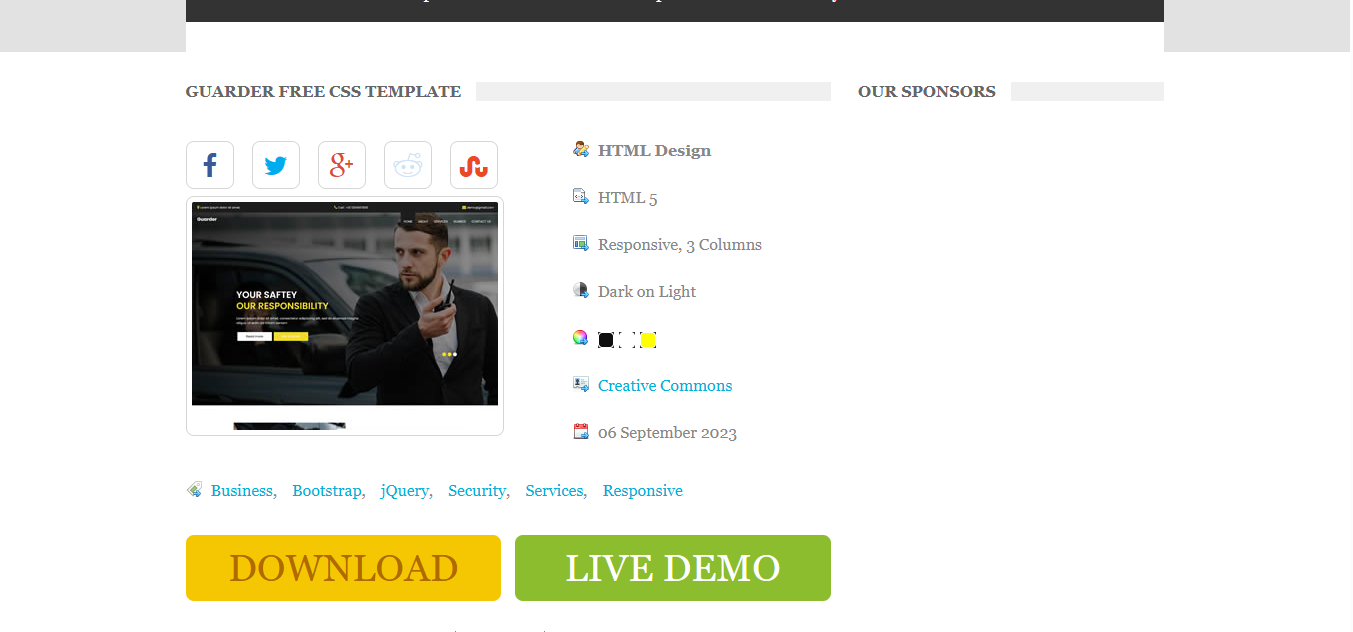 GUARDER FREE CSS TEMPLATE
OUR SPONSORS
HTML Design
HTML 5
Responsive, 3 Columns
Dark on Light
Creative Commons
06 September 2023
Guarder
HOME ABOUT SERVICES CONTACT US
YOUR SAFTEY
OUR RESPONSIBILITY
Business, Bootstrap, jQuery, Security, Services, Responsive
DOWNLOAD
LIVE DEMO